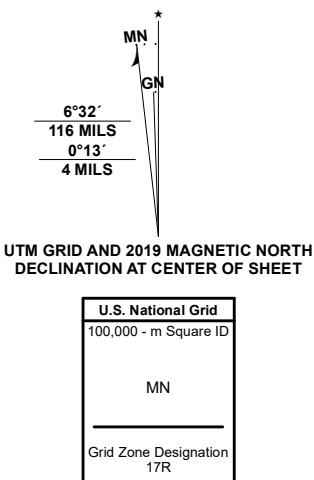 ★
MN
GN
6°32´
116 MILS
0°13´
4 MILS
UTM GRID AND 2019 MAGNETIC NORTH
DECLINATION AT CENTER OF SHEET
U.S. National Grid
100,000 - m Square ID
MN
Grid Zone Designation
17R